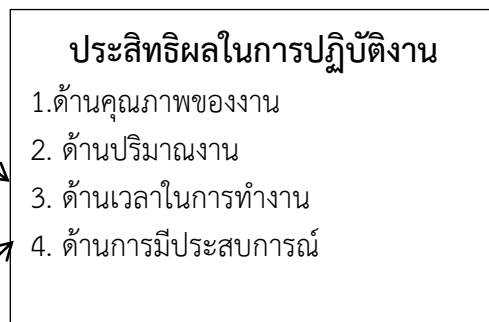 ประสิทธิผลในการปฏิบัติงาน
1.ด้านคุณภาพของงาน
2. ด้านปริมาณงาน
3. ด้านเวลาในการทำงาน
4. ด้านการมีประสบการณ์